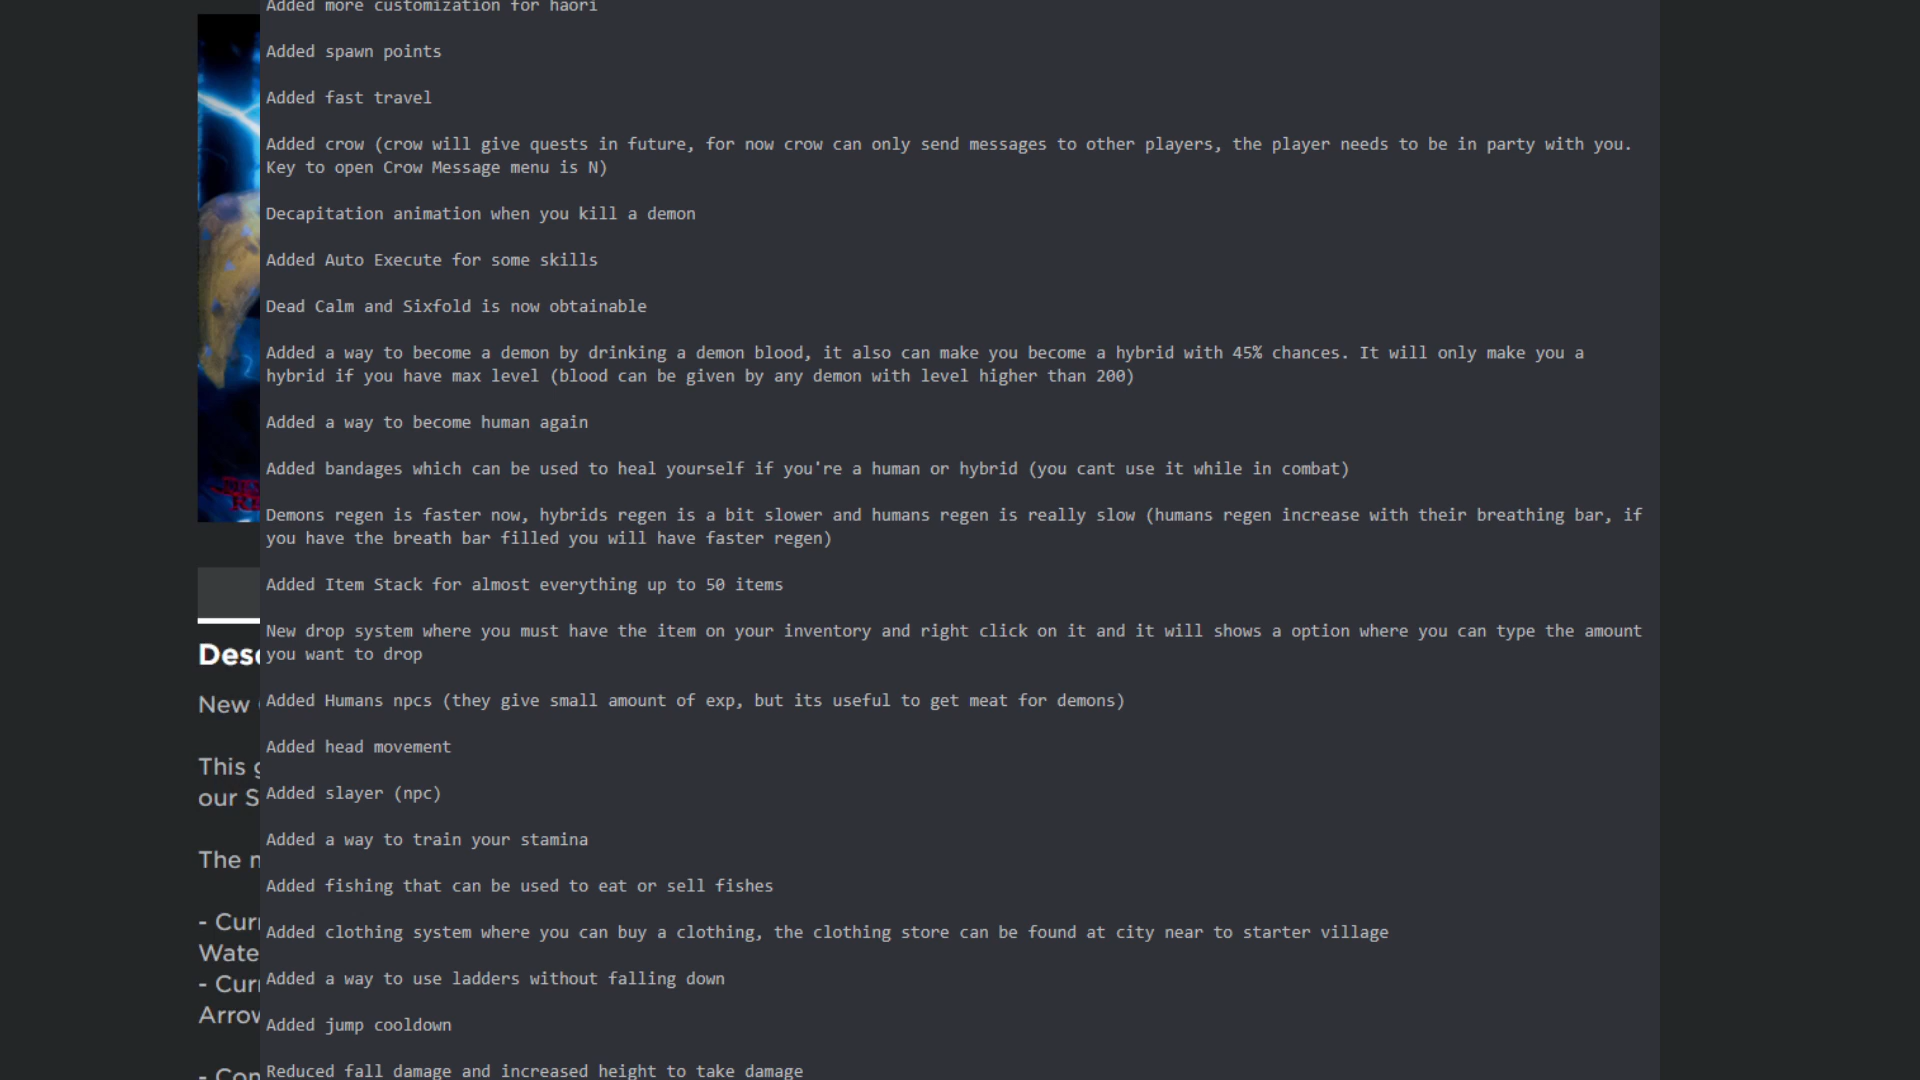 Added more customization for haori
Added spawn points
Added fast travel
Added crow (crow will give quests in future, for now crow can only send messages to other players, the player needs to be in party with you.
Key to open Crow Message menu is N)
Decapitation animation when you kill a demon
Added Auto Execute for some skills
Dead Calm and Sixfold is now obtainable
Added a way to become a demon by drinking a demon blood, it also can make you become a hybrid with 45% chances. It will only make you a
hybrid if you have max level (blood can be given by any demon with level higher than 200)
Added a way to become human again
Added bandages which can be used to heal yourself if you're a human or hybrid (you cant use it while in combat)
Demons regen is faster now, hybrids regen is a bit slower and humans regen is really slow (humans regen increase with their breathing bar, if
you have the breath bar filled you will have faster regen)
Added Item Stack for almost everything up to 50 items
New drop system where you must have the item on your inventory and right click on it and it will shows a option where you can type the amount
you want to drop
Added Humans npcs (they give small amount of exp, but its useful to get meat for demons)
Added head movement
Added slayer (npc)
Added a way to train your stamina
Added fishing that can be used to eat or sell fishes
Added clothing system where you can buy a clothing, the clothing store can be found at city near to starter village
Added a way to use ladders without falling down
Added jump cooldown
Reduced fall damage and increased height to take damage
New
This
our S
The
- Curr
Wate
- Curr
Arrow